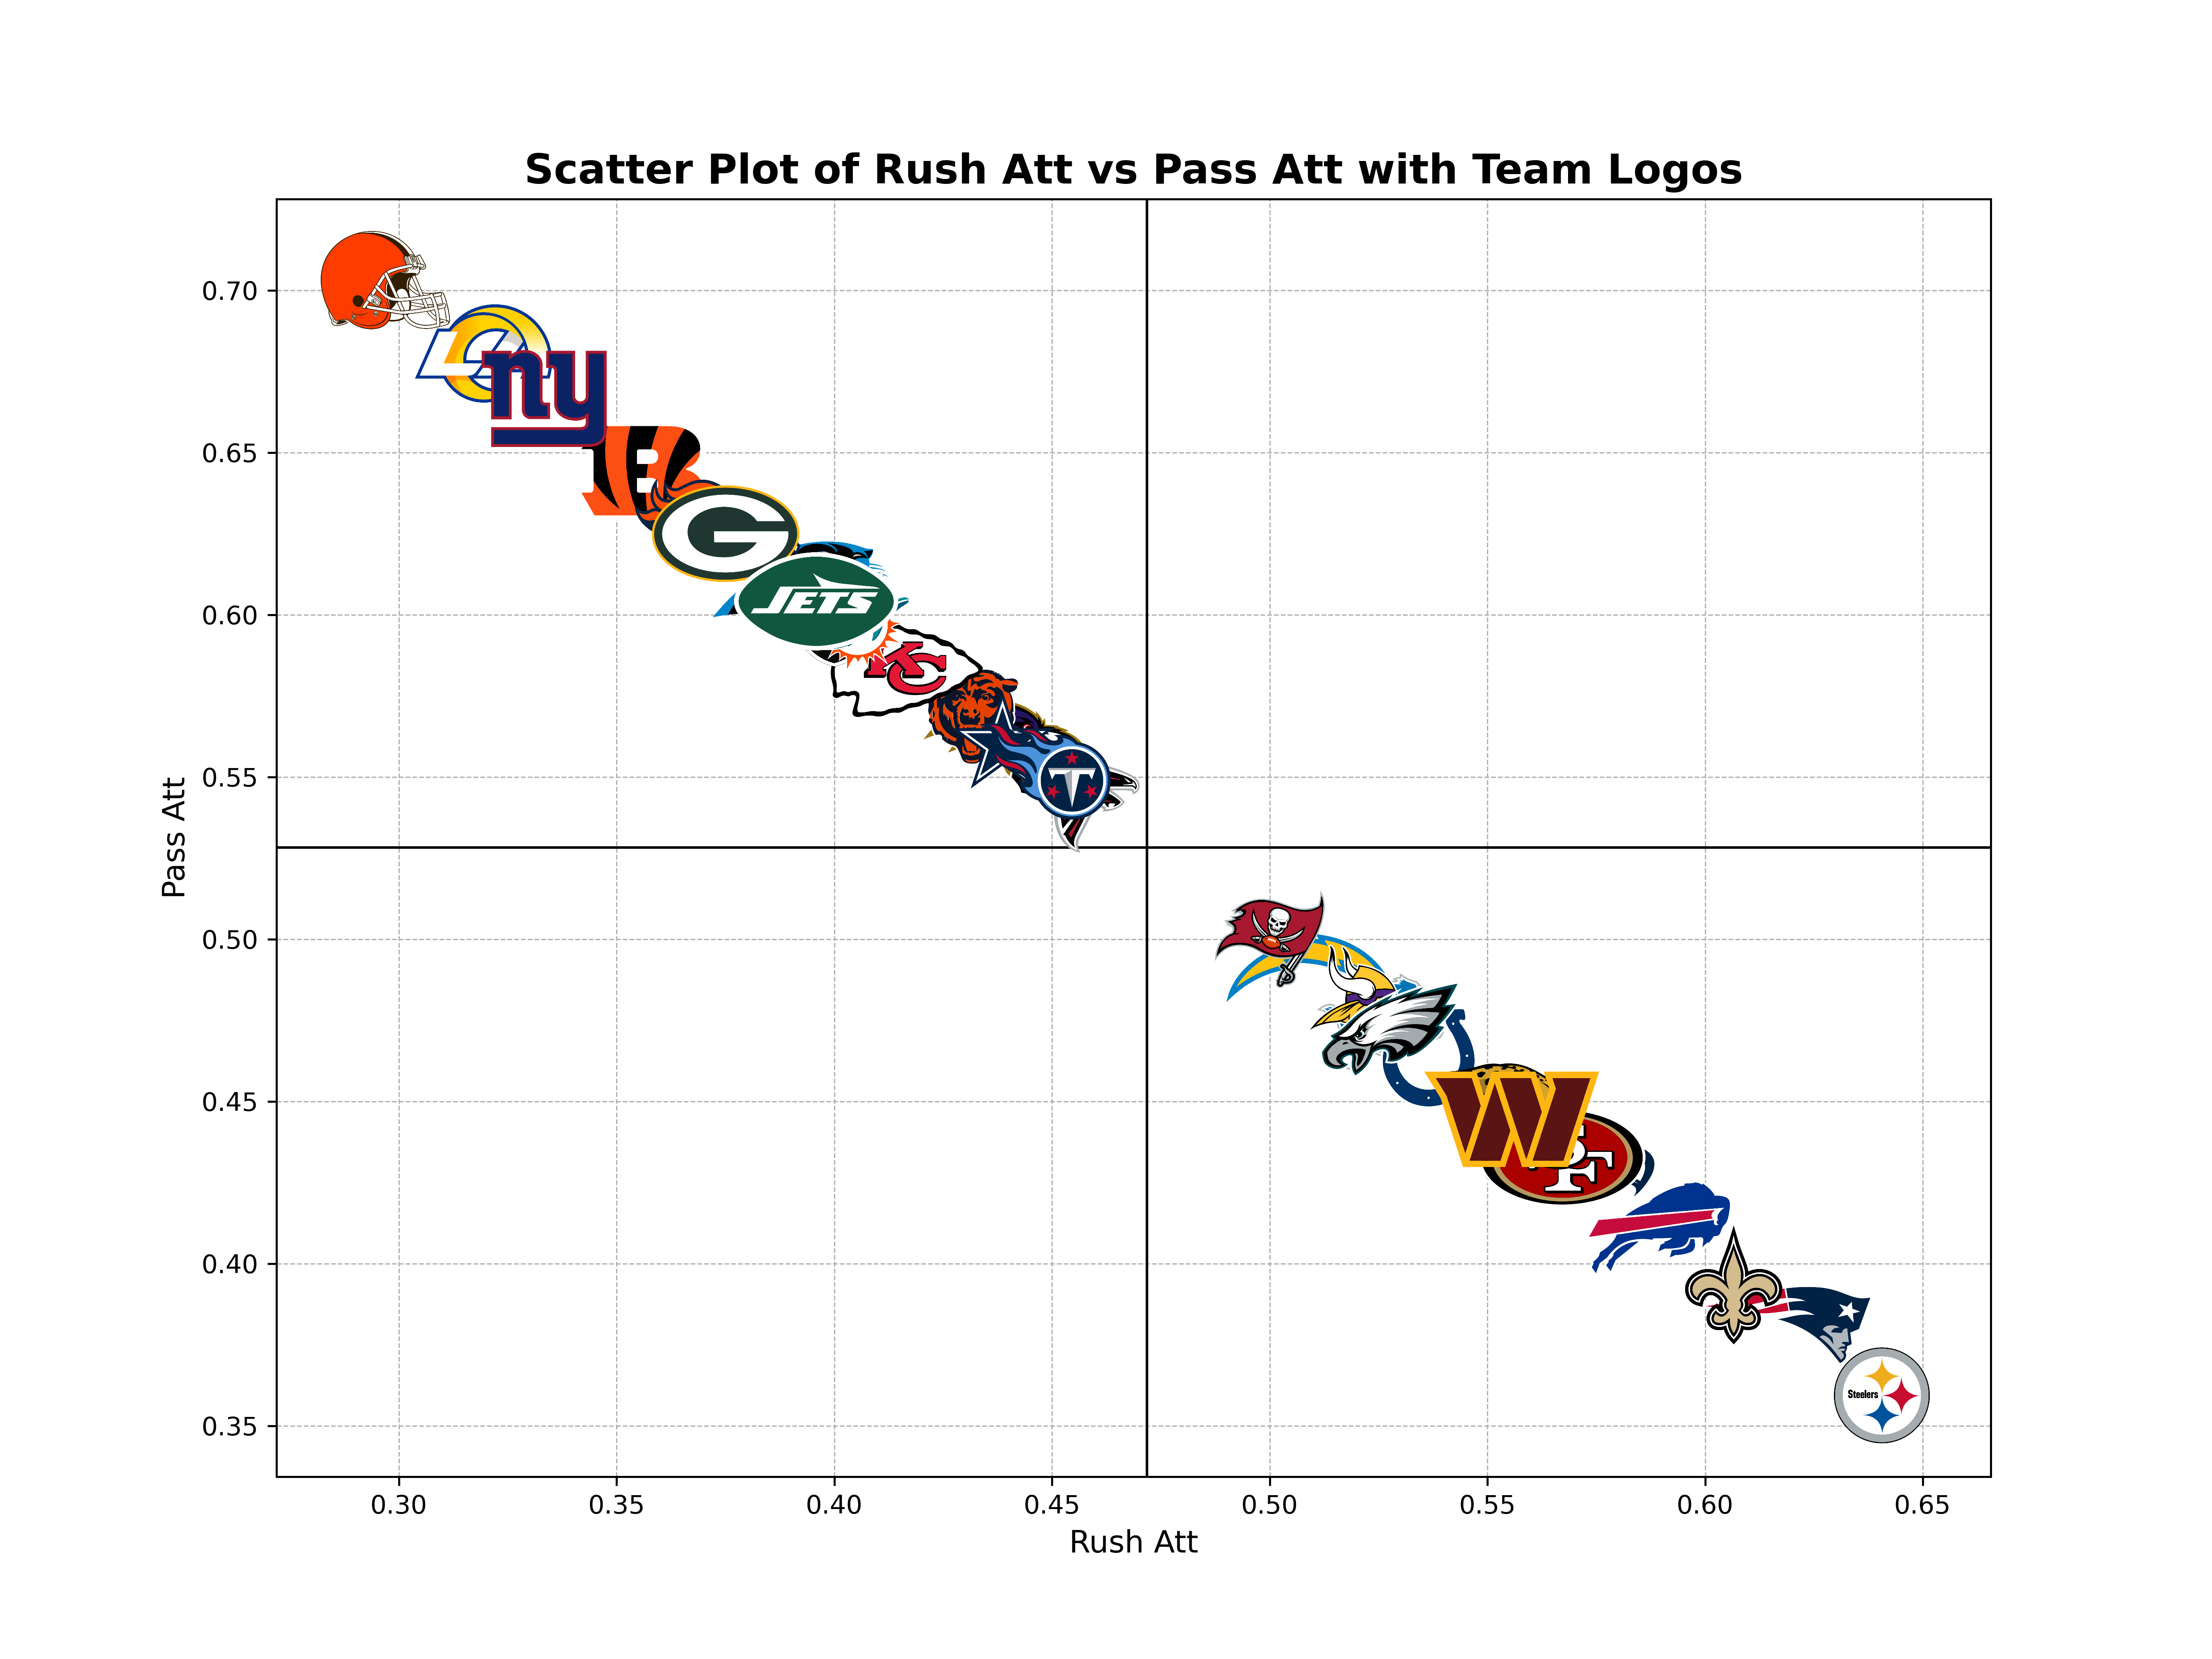 Scatter Plot of Rush Att vs Pass Att with Team Logos
Pass Att
0.70
0.65
0.60
0.55
0.50
0.45
0.40
0.35
ny
B
G
JETS
KC
T
W
F
Steelers
0.30 0.35 0.40 0.45 0.50 0.55 0.60 0.65
Rush Att